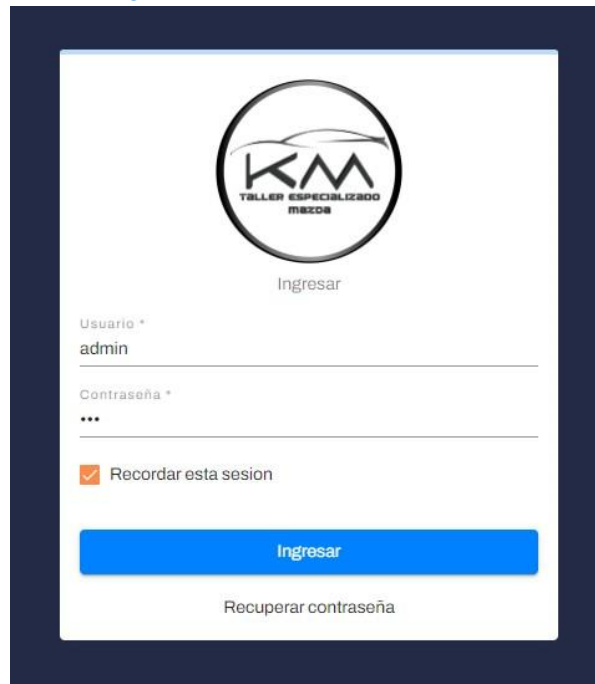 KM
TALLER ESPECIALIZADO
mazda
Ingresar
Usuario *
admin
Contraseña *
•••
Recordar esta sesion
Ingresar
Recuperar contraseña